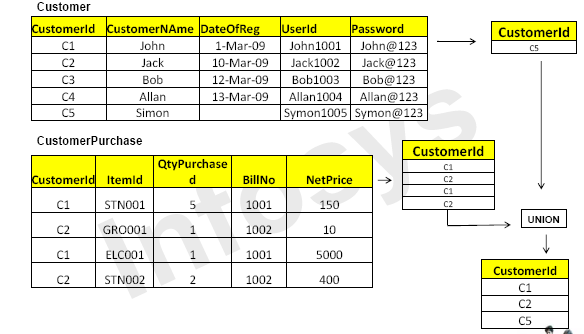 Customer
CustomerId CustomerNAme DateOfReg UserId Password
C1 John 1-Mar-09 John1001 John@123
C2 Jack 10-Mar-09 Jack1002 Jack@123
C3 Bob 12-Mar-09 Bob1003 Bob@123
C4 Allan 13-Mar-09 Allan1004 Allan@123
C5 Simon Symon1005 Symon@123
CustomerId
C5
CustomerPurchase
QtyPurchase
CustomerId ItemId d BillNo NetPrice
C1 STN001 5 1001 150
C2 GRO001 1 1002 10
C1 ELC001 1 1001 5000
C2 STN002 2 1002 400
CustomerId
C1
C2
C1
C2
UNION
CustomerId
C1
C2
C5
Infosys